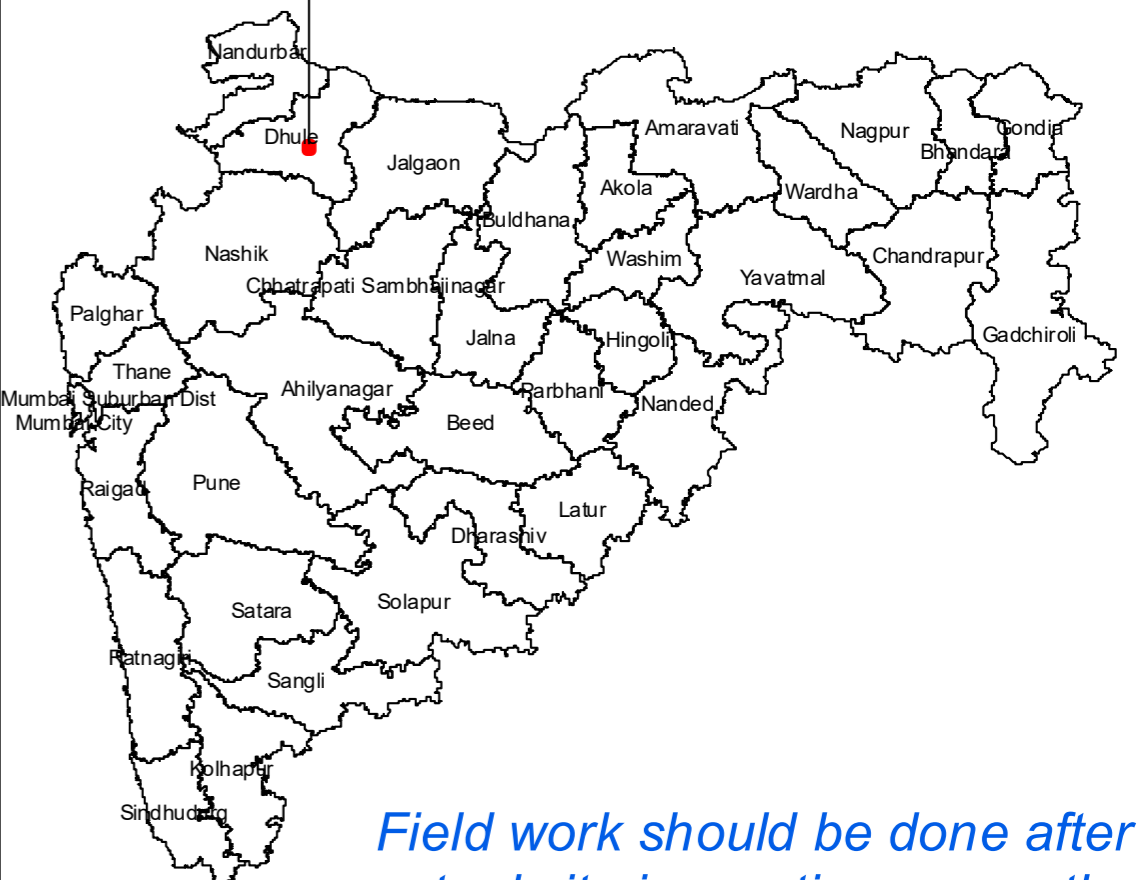 Nandurbar
Dhule
Jalgaon
Amaravati
Nagpur
Gondia
Bhandara
Akola
Wardha
Buldhana
Nashik
Washim
Chandrapur
Chhatrapati Sambhajinagar
Yavatmal
Palghar
Jalna
Hingoli
Gadchiroli
Thane
Ahilyanagar
Parbhani
Mumbai Suburban Dist
Nanded
Mumbai City
Beed
Raigad
Pune
Latur
Dharashiv
Satara
Solapur
Ratnagiri
Sangli
Kolhapur
Sindhudurg
Field work should be done after